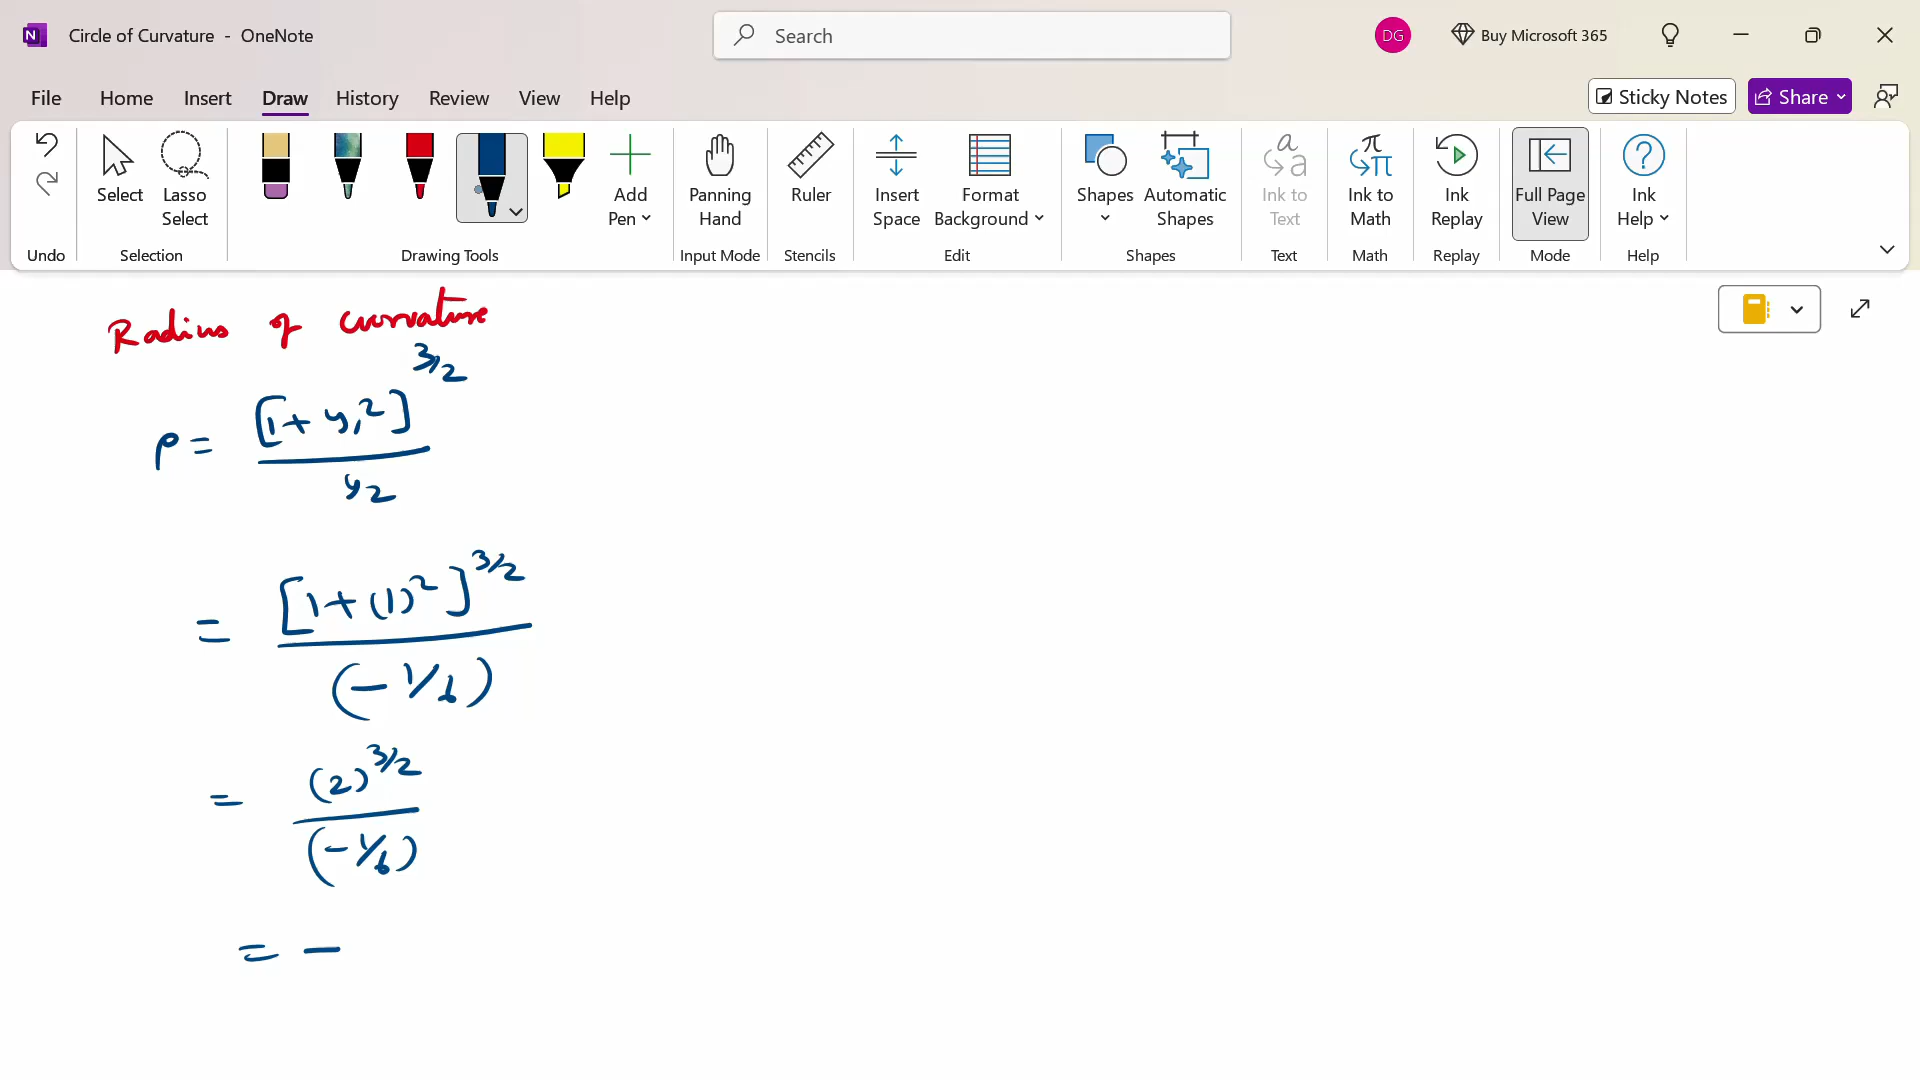 Circle of Curvature - OneNote
Search
DG
Buy Microsoft 365
File Home Insert Draw History Review View Help
Sticky Notes
Share
Select
Lasso Select
Add Pen
Panning Hand
Ruler
Insert Space
Format Background
Shapes
Automatic Shapes
Ink to Text
Ink to Math
Ink Replay
Full Page View
Ink Help
Undo Selection Drawing Tools Input Mode Stencils Edit Shapes Text Math Replay Mode Help
Radius of curvature
ρ = [1 + y₁²]^3/2 / y₂
= [1 + (1)²]^3/2 / (-1/6)
= (2)^3/2 / (-1/6)
= -